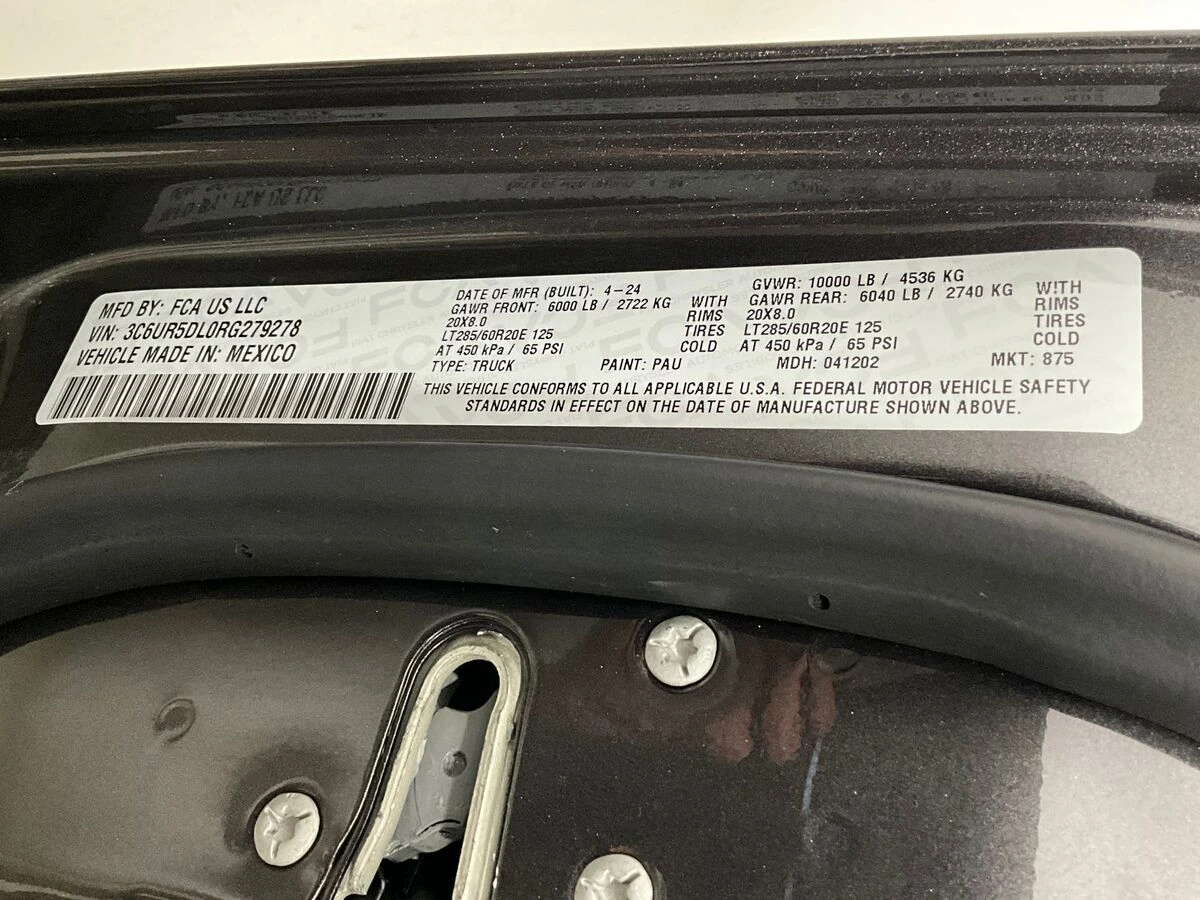 MFD BY: FCA US LLC
VIN: 3C6UR5DL0RG279278
VEHICLE MADE IN: MEXICO
DATE OF MFR (BUILT): 4-24 GVWR: 10000 LB / 4536 KG
GAWR FRONT: 6000 LB / 2722 KG WITH GAWR REAR: 6040 LB / 2740 KG WITH
20X8.0 RIMS 20X8.0 RIMS
LT285/60R20E 125 TIRES LT285/60R20E 125 TIRES
AT 450 kPa / 65 PSI COLD AT 450 kPa / 65 PSI COLD
TYPE: TRUCK PAINT: PAU MDH: 041202 MKT: 875
THIS VEHICLE CONFORMS TO ALL APPLICABLE U.S.A. FEDERAL MOTOR VEHICLE SAFETY
STANDARDS IN EFFECT ON THE DATE OF MANUFACTURE SHOWN ABOVE.